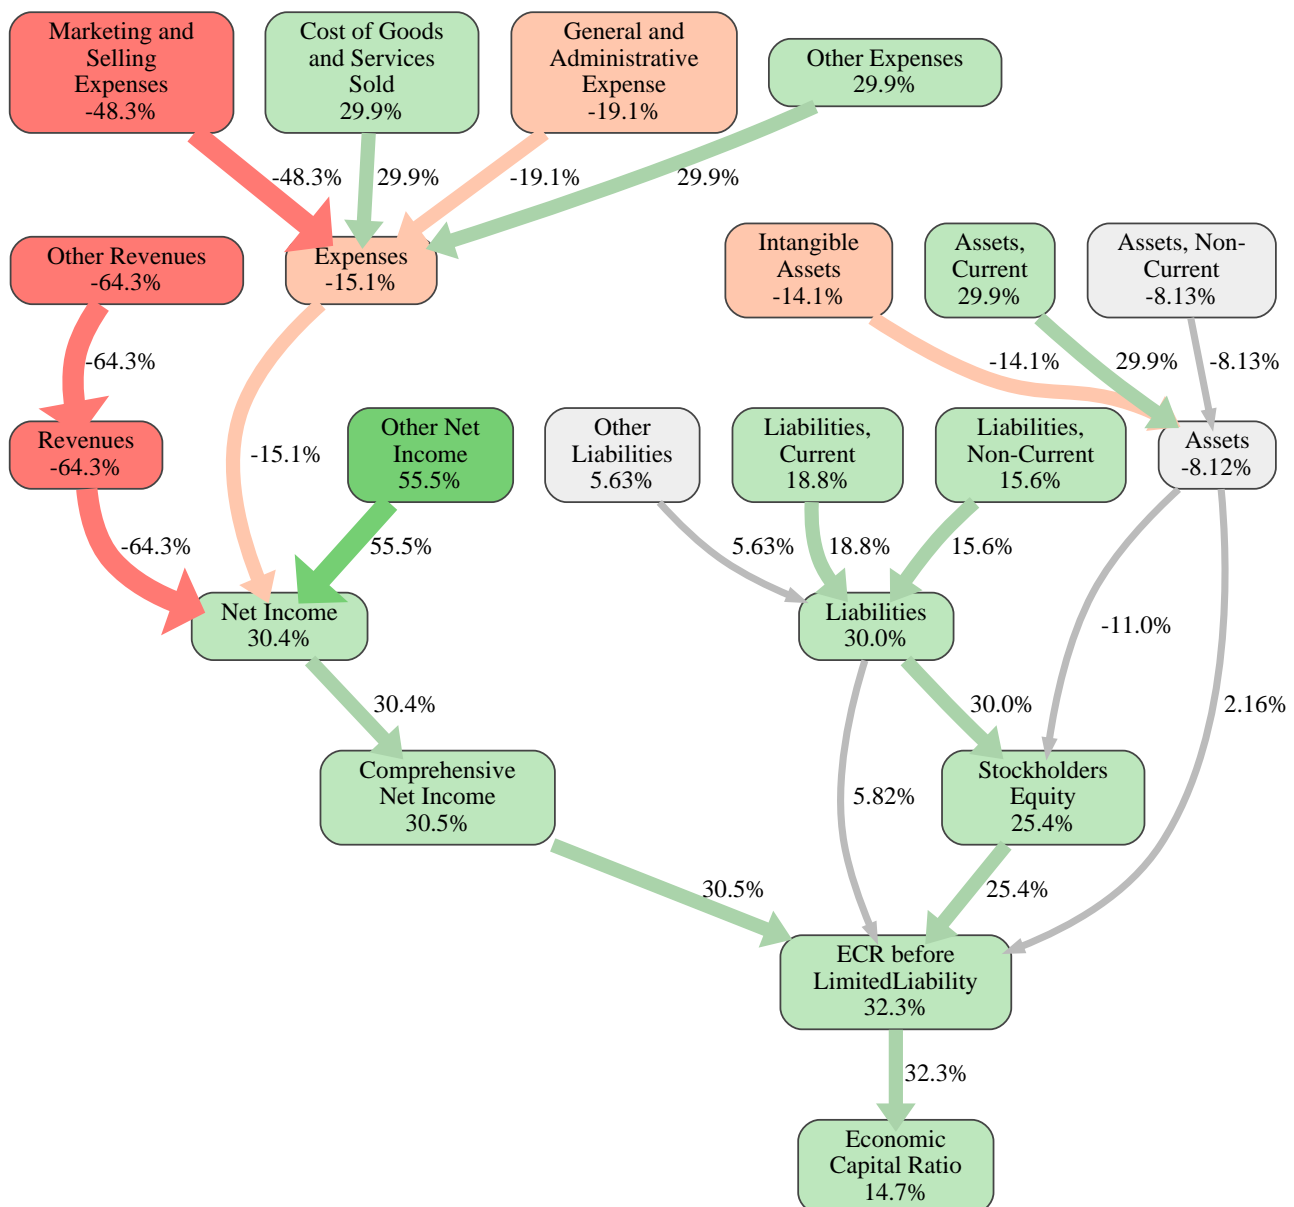 Marketing and
Selling
Expenses
-48.3%
Cost of Goods
and Services
Sold
29.9%
General and
Administrative
Expense
-19.1%
Other Expenses
29.9%
-48.3%
29.9%
-19.1%
29.9%
Other Revenues
-64.3%
Expenses
-15.1%
Intangible
Assets
-14.1%
Assets,
Current
29.9%
Assets, Non-
Current
-8.13%
-64.3%
-14.1%
29.9%
-8.13%
Revenues
-64.3%
-15.1%
Other Net
Income
55.5%
Other
Liabilities
5.63%
Liabilities,
Current
18.8%
Liabilities,
Non-Current
15.6%
Assets
-8.12%
-64.3%
55.5%
5.63%
18.8%
15.6%
Net Income
30.4%
Liabilities
30.0%
-11.0%
30.4%
30.0%
2.16%
Comprehensive
Net Income
30.5%
5.82%
Stockholders
Equity
25.4%
30.5%
25.4%
ECR before
LimitedLiability
32.3%
32.3%
Economic
Capital Ratio
14.7%